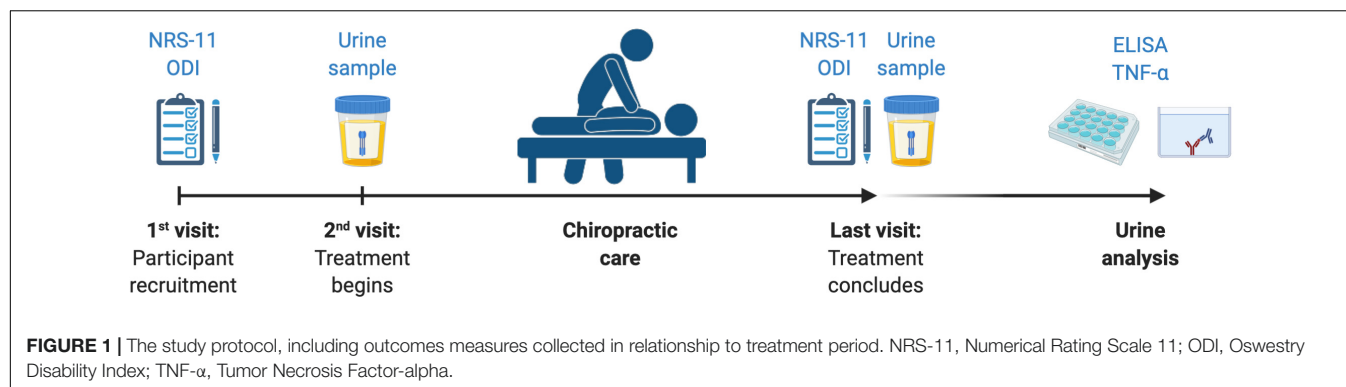 NRS-11
ODI
Urine
sample
NRS-11
ODI
Urine
sample
ELISA
TNF-α
1st visit:
Participant
recruitment
2nd visit:
Treatment
begins
Chiropractic
care
Last visit:
Treatment
concludes
Urine
analysis
FIGURE 1 | The study protocol, including outcomes measures collected in relationship to treatment period. NRS-11, Numerical Rating Scale 11; ODI, Oswestry
Disability Index; TNF-α, Tumor Necrosis Factor-alpha.